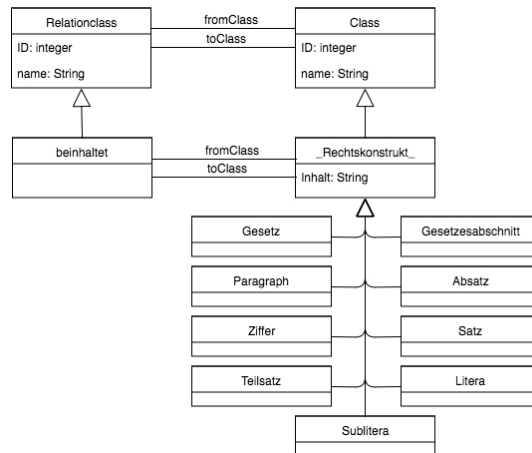 Relationclass
ID: integer
name: String
fromClass
toClass
Class
ID: integer
name: String
beinhaltet
fromClass
toClass
_Rechtskonstrukt_
Inhalt: String
Gesetz
Gesetzesabschnitt
Paragraph
Absatz
Ziffer
Satz
Teilsatz
Litera
Sublitera